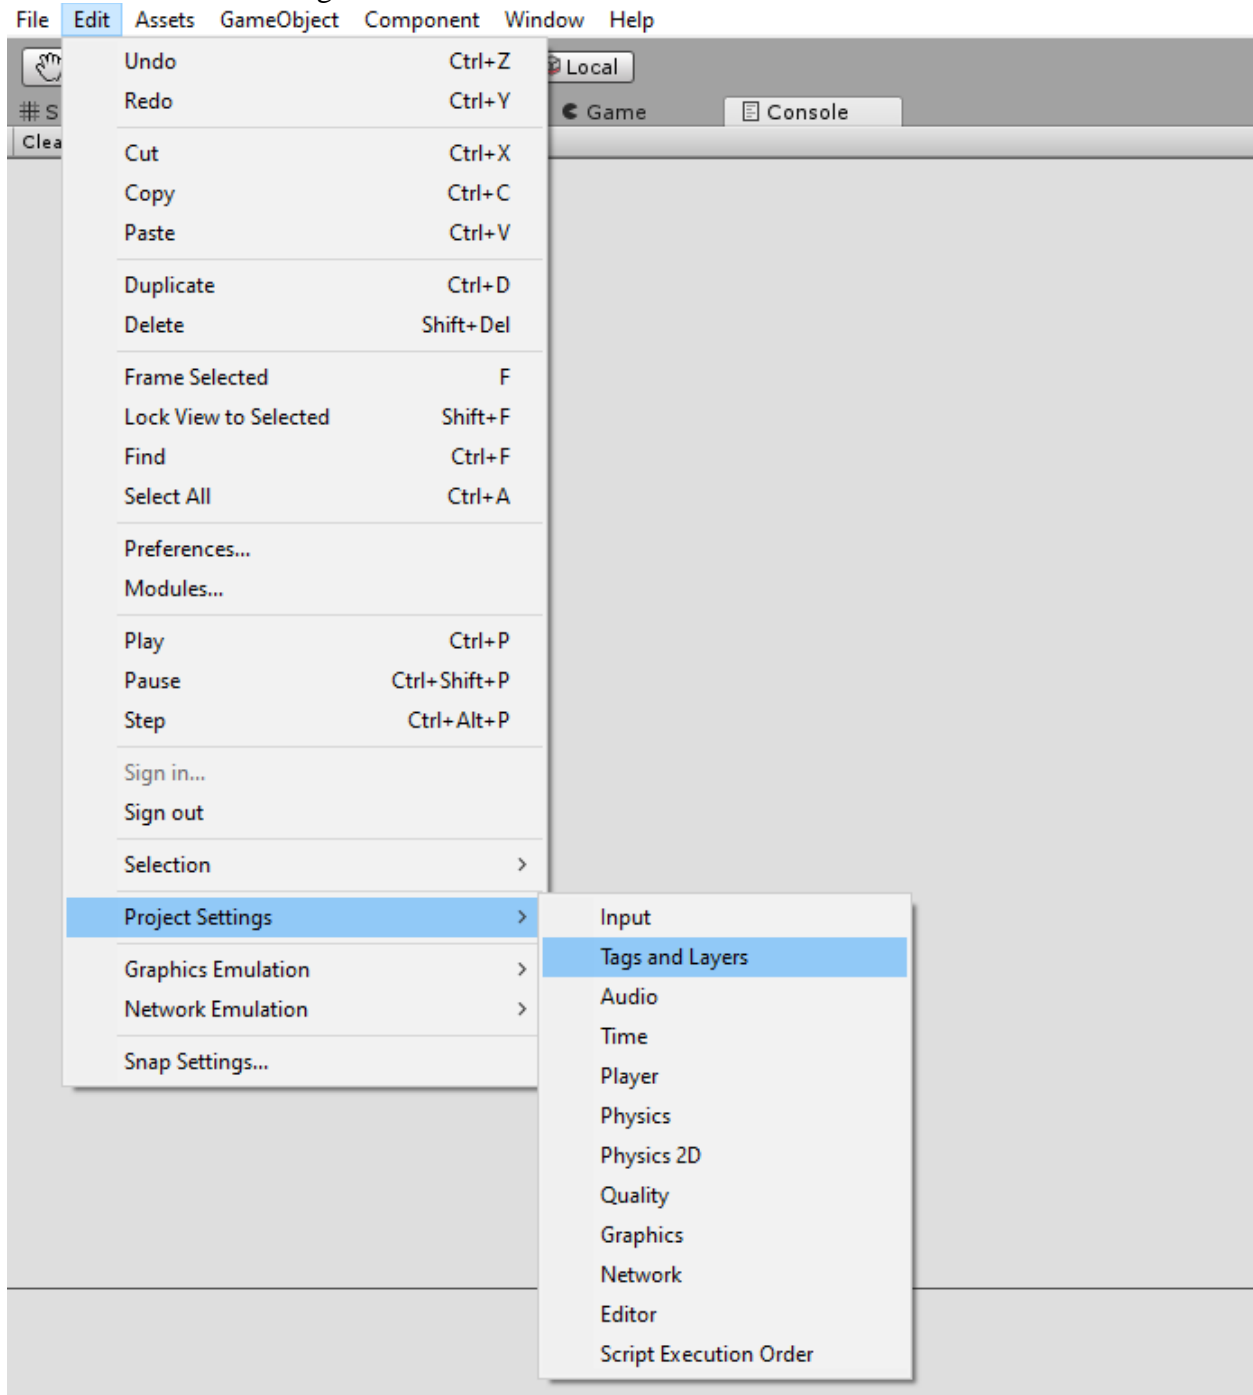 File Edit Assets GameObject Component Window Help
Local
# S
Game
Console
Clea
Undo Ctrl+Z
Redo Ctrl+Y
Cut Ctrl+X
Copy Ctrl+C
Paste Ctrl+V
Duplicate Ctrl+D
Delete Shift+Del
Frame Selected F
Lock View to Selected Shift+F
Find Ctrl+F
Select All Ctrl+A
Preferences...
Modules...
Play Ctrl+P
Pause Ctrl+Shift+P
Step Ctrl+Alt+P
Sign in...
Sign out
Selection >
Project Settings >
Graphics Emulation >
Network Emulation >
Snap Settings...
Input
Tags and Layers
Audio
Time
Player
Physics
Physics 2D
Quality
Graphics
Network
Editor
Script Execution Order